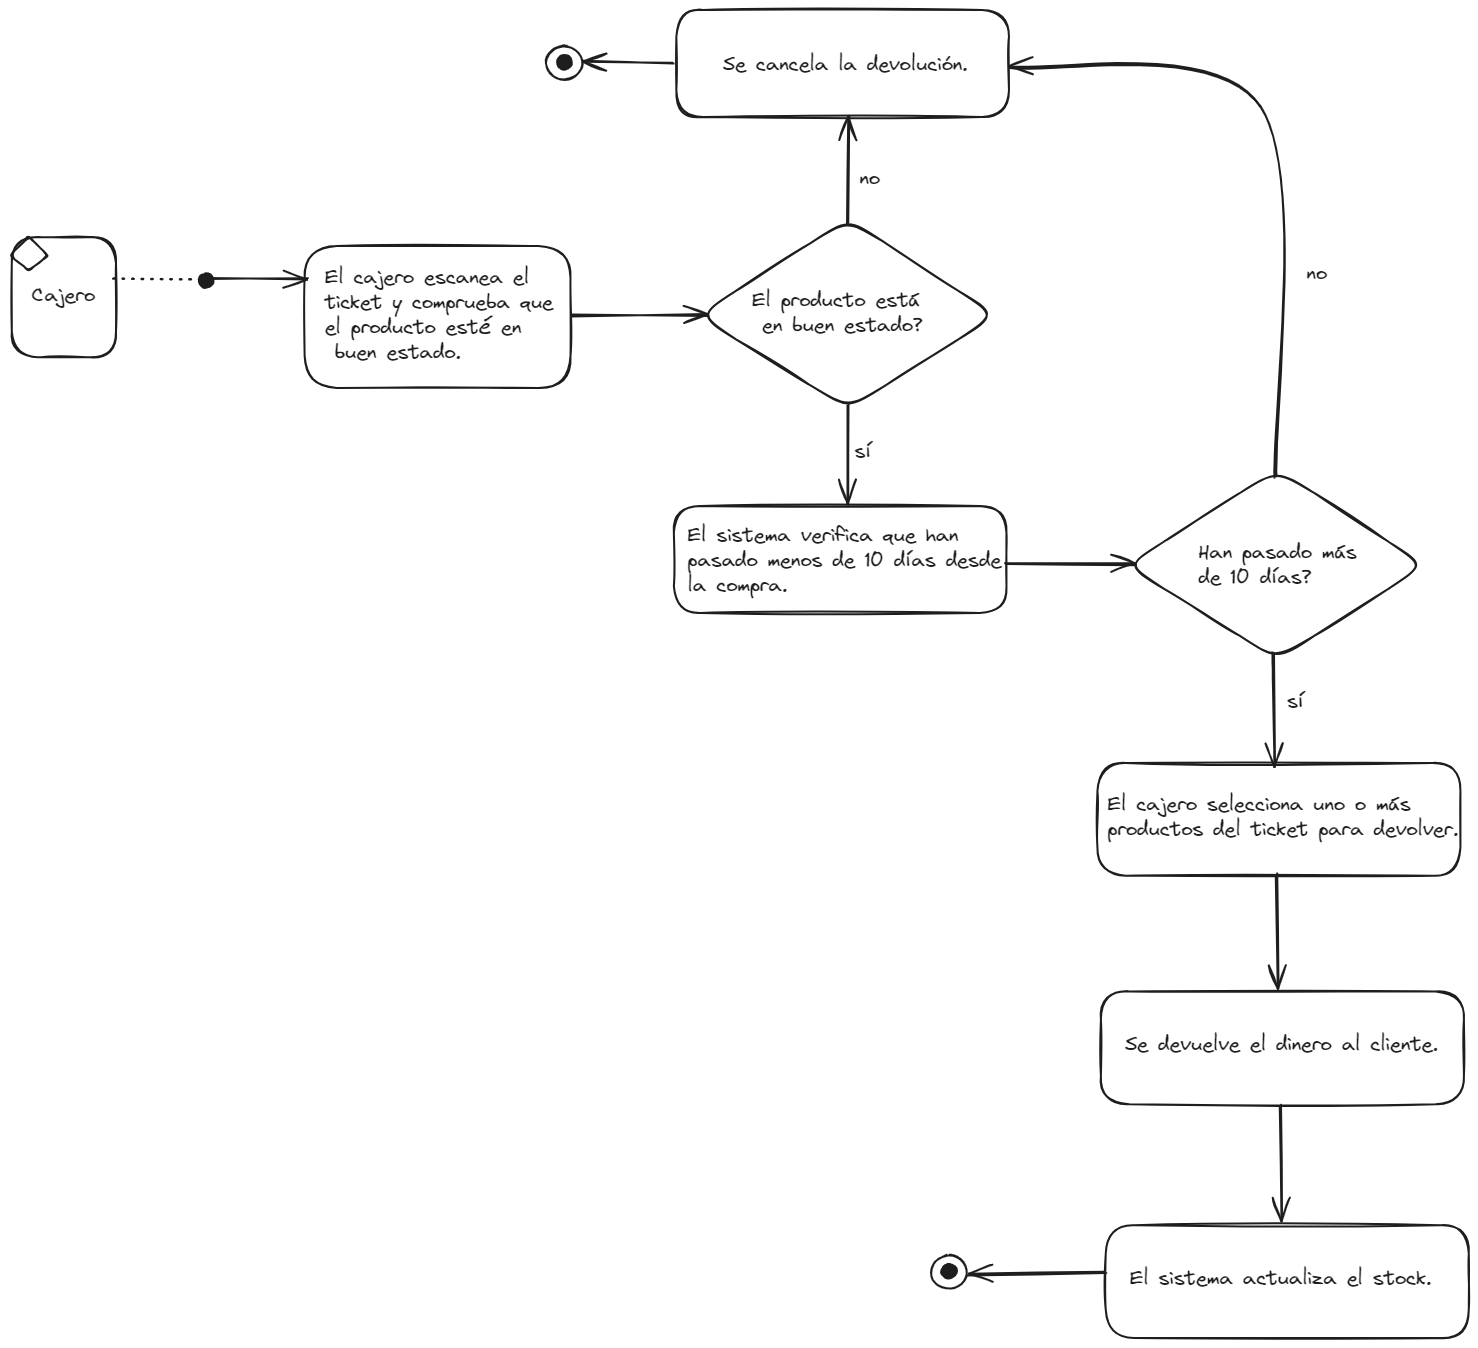 Se cancela la devolución.
no
Cajero
El cajero escanea el
ticket y comprueba que
el producto esté en
buen estado.
El producto está
en buen estado?
no
sí
El sistema verifica que han
pasado menos de 10 días desde
la compra.
Han pasado más
de 10 días?
sí
El cajero selecciona uno o más
productos del ticket para devolver.
Se devuelve el dinero al cliente.
El sistema actualiza el stock.